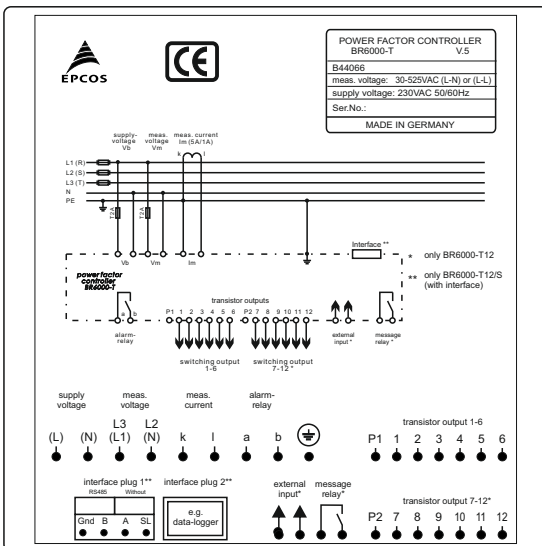 EPCOS
CE
POWER FACTOR CONTROLLER
BR6000-T V.5
B44066
meas. voltage: 30-525VAC (L-N) or (L-L)
supply voltage: 230VAC 50/60Hz
Ser.No.:
MADE IN GERMANY
supply-
voltage
Vb
meas.
voltage
Vm
meas. current
Im (5A/1A)
k l
L1 (R)
L2 (S)
L3 (T)
N
PE
T2A
T2A
Vb Vm Im
Interface **
* only BR6000-T12
** only BR6000-T12/S
(with interface)
power factor
controller
BR6000-T
a b
alarm-
relay
transistor outputs
P1 1 2 3 4 5 6 P2 7 8 9 10 11 12
switching output
1-6
switching output
7-12 *
external
input*
message
relay *
supply
voltage
meas.
voltage
meas.
current
alarm-
relay
L3 L2
(L) (N) (L1) (N) k l a b
transistor output 1-6
P1 1 2 3 4 5 6
interface plug 1**
RS485 Without
Gnd B A SL
interface plug 2**
e.g.
data-logger
external
input*
message
relay*
transistor output 7-12*
P2 7 8 9 10 11 12